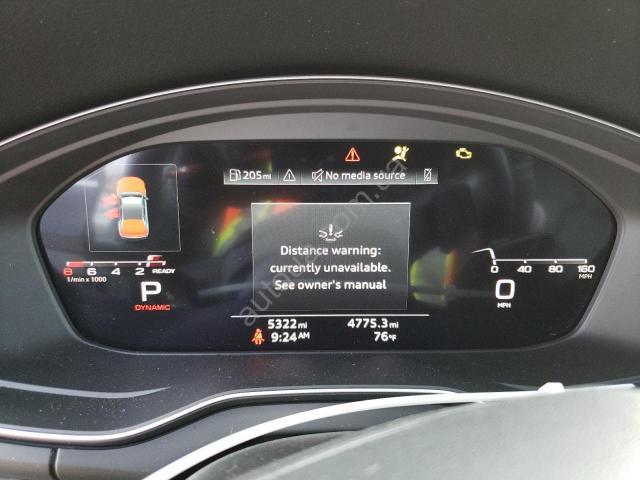 205mi
No media source
Distance warning:
currently unavailable.
See owner's manual
8 6 4 2 READY
1/min x 1000
P
DYNAMIC
0 40 80 120 160
MPH
0
MPH
5322mi 4775.3mi
9:24AM 76°F